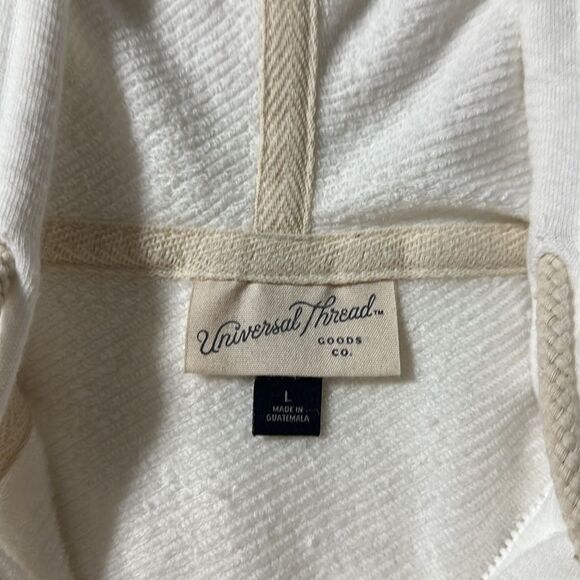 Universal Thread™
GOODS
CO.
L
MADE IN
GUATEMALA